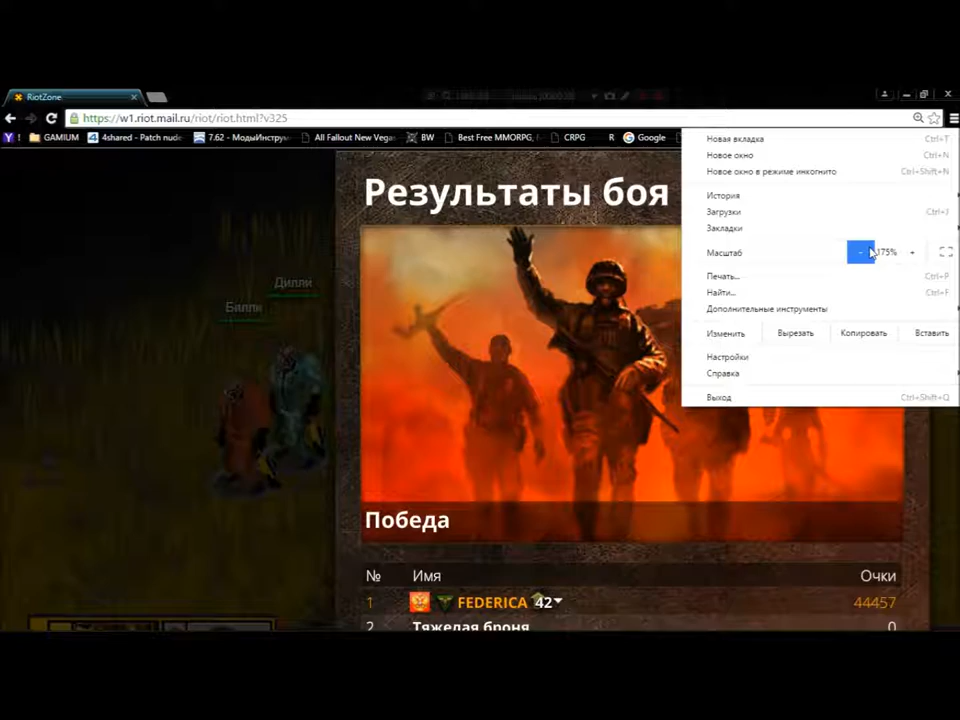 RiotZone
https://w1.riot.mail.ru/riot/riot.html?v325
GAMIUM
4shared - Patch nude
7.62 - МодыИнструм
All Fallout New Vegas
BW
Best Free MMORPG,
CRPG
Google
Новая вкладка Ctrl+T
Новое окно Ctrl+N
Новое окно в режиме инкогнито Ctrl+Shift+N
История
Загрузки Ctrl+J
Закладки
Масштаб - 175% +
Печать... Ctrl+P
Найти... Ctrl+F
Дополнительные инструменты
Изменить Вырезать Копировать Вставить
Настройки
Справка
Выход Ctrl+Shift+Q
Результаты боя
Дилли
Билли
Победа
№ Имя Очки
1 FEDERICA 42 44457
2 Тяжелая броня 0